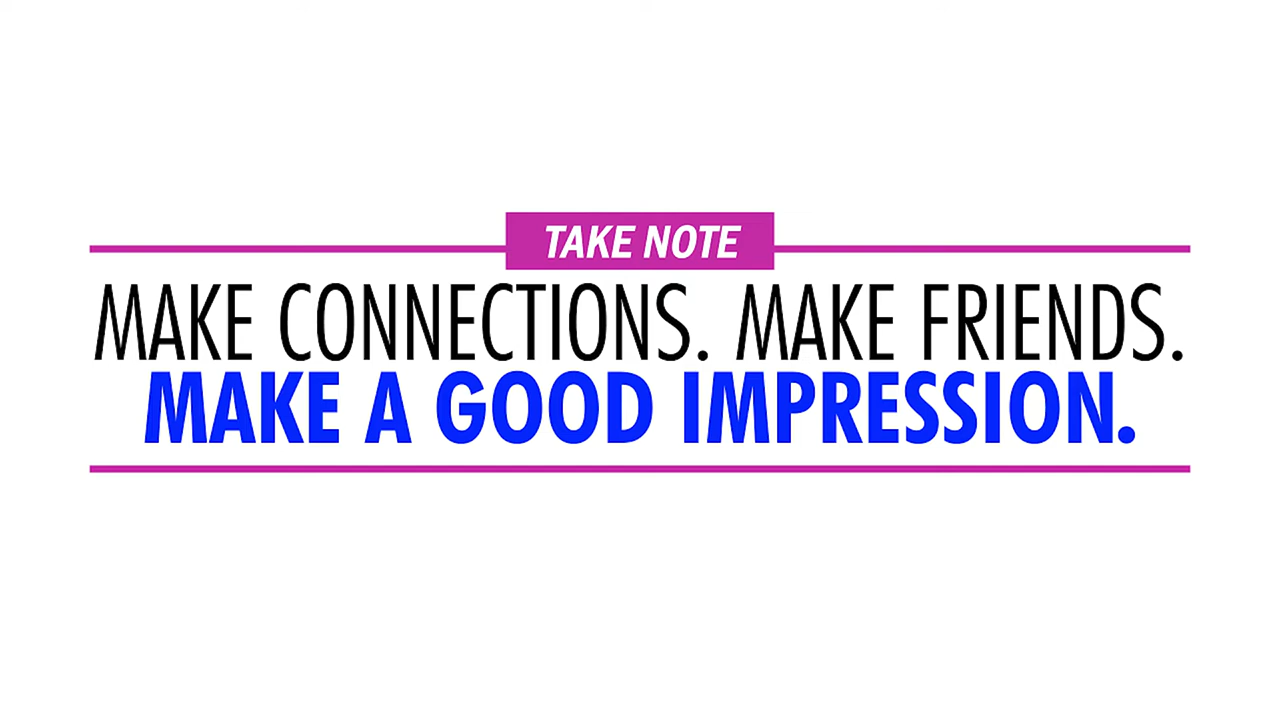 TAKE NOTE
MAKE CONNECTIONS. MAKE FRIENDS.
MAKE A GOOD IMPRESSION.